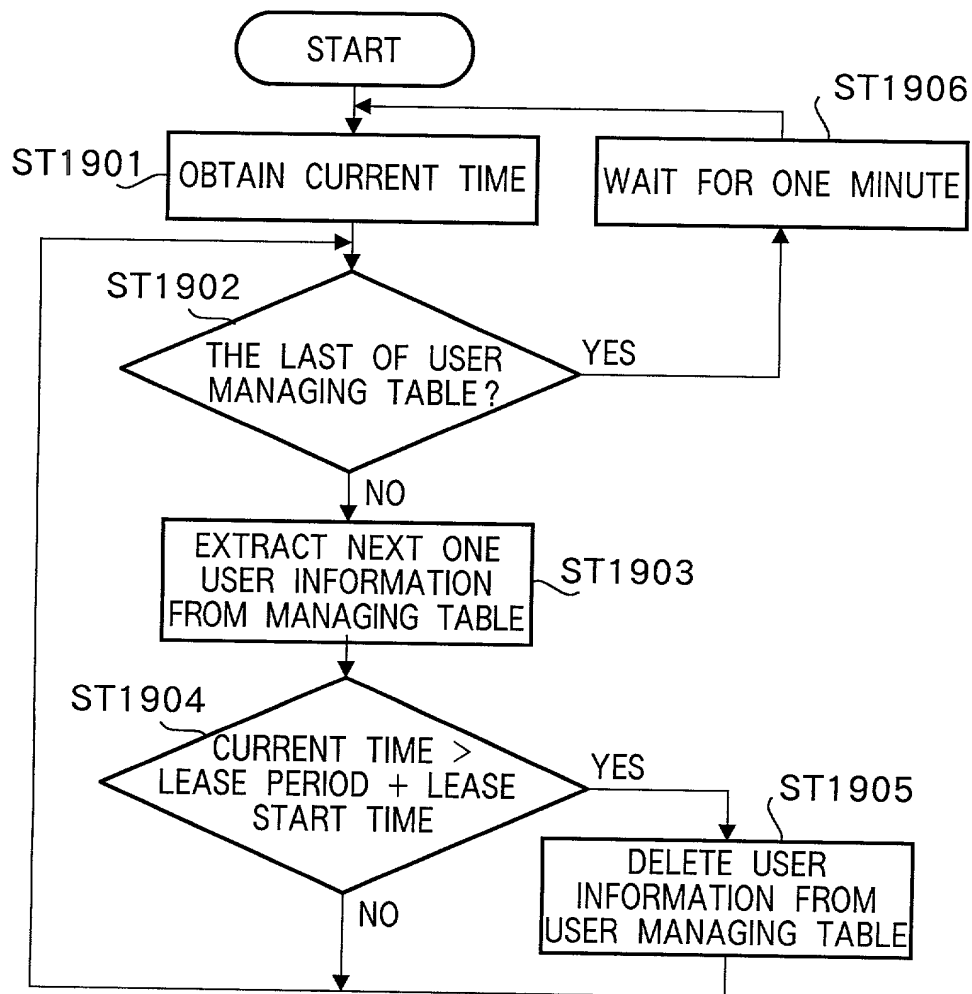 START
ST1906
ST1901
OBTAIN CURRENT TIME
WAIT FOR ONE MINUTE
ST1902
THE LAST OF USER
MANAGING TABLE?
YES
NO
EXTRACT NEXT ONE
USER INFORMATION
FROM MANAGING TABLE
ST1903
ST1904
CURRENT TIME >
LEASE PERIOD + LEASE
START TIME
YES
ST1905
DELETE USER
INFORMATION FROM
USER MANAGING TABLE
NO